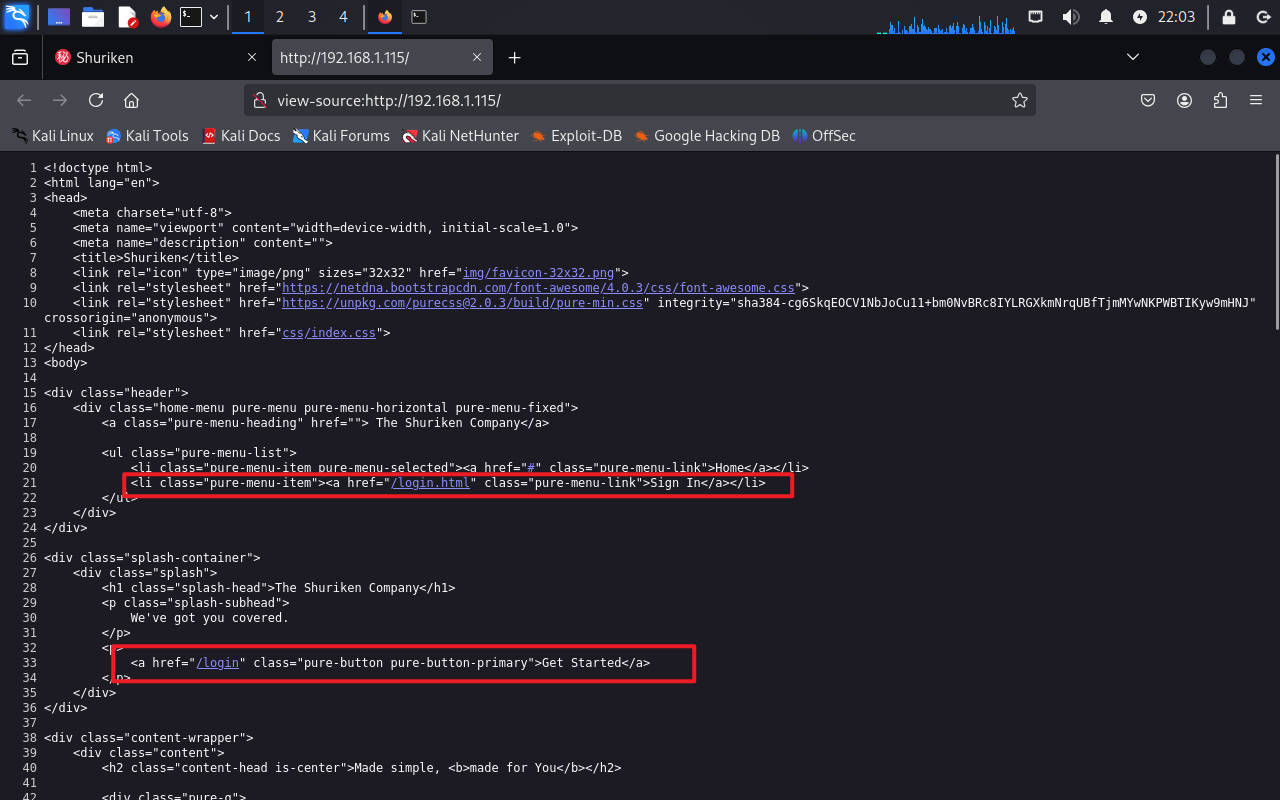 1 2 3 4 22:03
秘 Shuriken http://192.168.1.115/
view-source:http://192.168.1.115/
Kali Linux Kali Tools Kali Docs Kali Forums Kali NetHunter Exploit-DB Google Hacking DB OffSec
1 <!doctype html>
2 <html lang="en">
3 <head>
4 <meta charset="utf-8">
5 <meta name="viewport" content="width=device-width, initial-scale=1.0">
6 <meta name="description" content="">
7 <title>Shuriken</title>
8 <link rel="icon" type="image/png" sizes="32x32" href="img/favicon-32x32.png">
9 <link rel="stylesheet" href="https://netdna.bootstrapcdn.com/font-awesome/4.0.3/css/font-awesome.css">
10 <link rel="stylesheet" href="https://unpkg.com/purecss@2.0.3/build/pure-min.css" integrity="sha384-cg6SkqEOCV1NbJoCu11+bm0NvBRc8IYLRGXkmNrqUBfTjmMYwNKPWBTIKyw9mHNJ"
crossorigin="anonymous">
11 <link rel="stylesheet" href="css/index.css">
12 </head>
13 <body>
14
15 <div class="header">
16 <div class="home-menu pure-menu pure-menu-horizontal pure-menu-fixed">
17 <a class="pure-menu-heading" href=""> The Shuriken Company</a>
18
19 <ul class="pure-menu-list">
20 <li class="pure-menu-item pure-menu-selected"><a href="#" class="pure-menu-link">Home</a></li>
21 <li class="pure-menu-item"><a href="/login.html" class="pure-menu-link">Sign In</a></li>
22 </ul>
23 </div>
24 </div>
25
26 <div class="splash-container">
27 <div class="splash">
28 <h1 class="splash-head">The Shuriken Company</h1>
29 <p class="splash-subhead">
30 We've got you covered.
31 </p>
32 <p>
33 <a href="/login" class="pure-button pure-button-primary">Get Started</a>
34 </p>
35 </div>
36 </div>
37
38 <div class="content-wrapper">
39 <div class="content">
40 <h2 class="content-head is-center">Made simple, <b>made for You</b></h2>
41
42 <div class="pure-g">